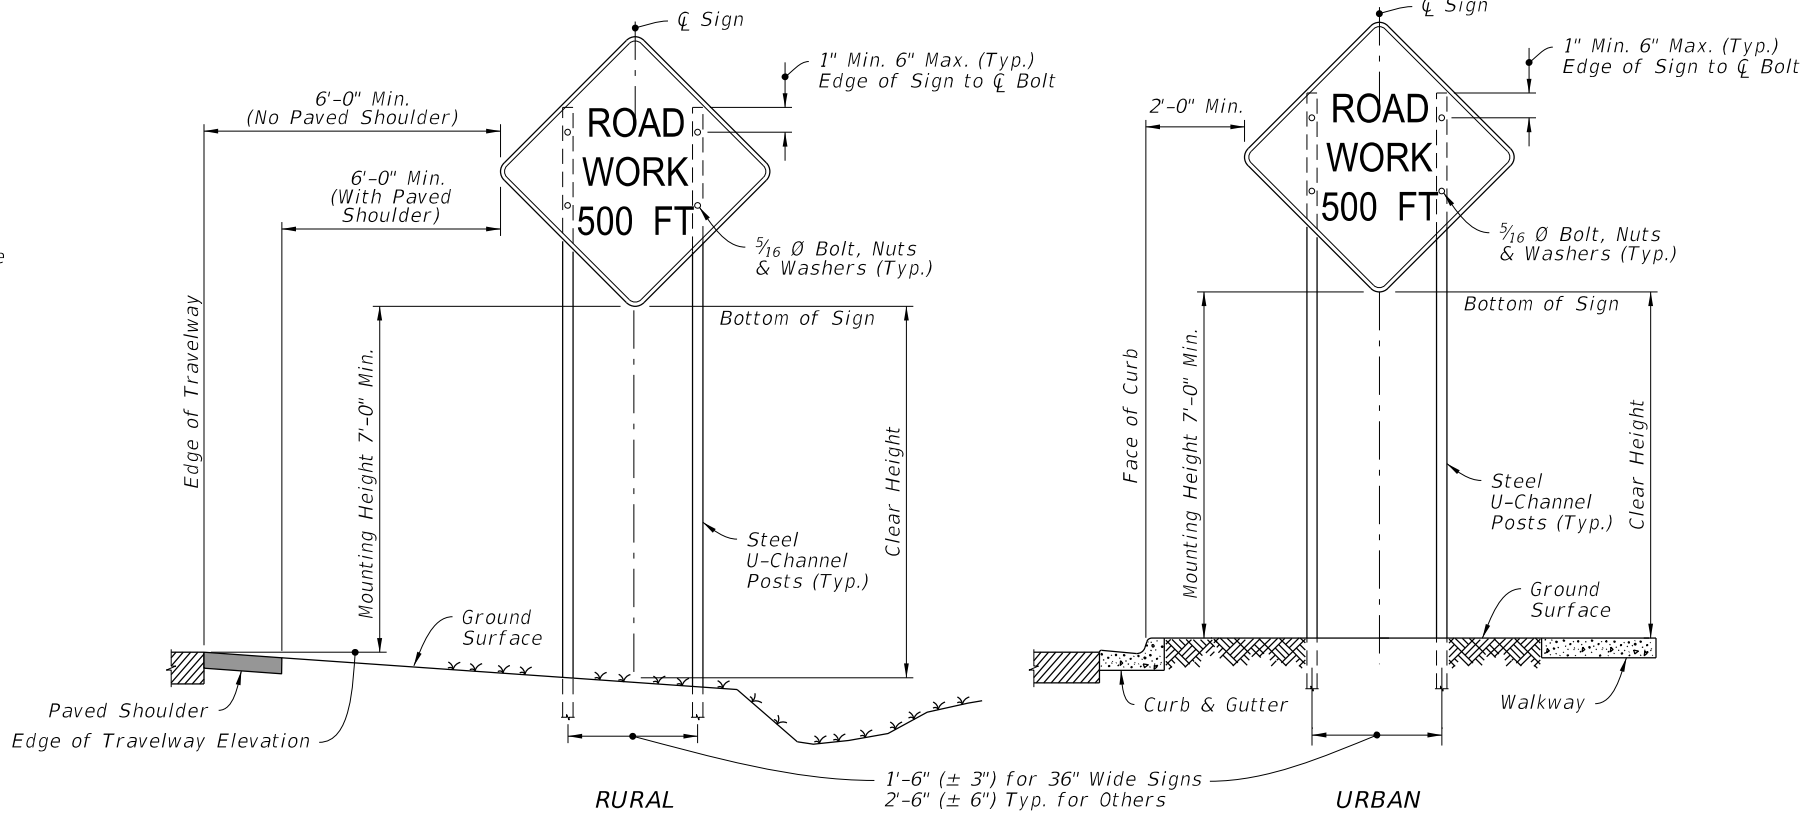 ℄ Sign
1" Min. 6" Max. (Typ.)
Edge of Sign to ℄ Bolt
6'-0" Min.
(No Paved Shoulder)
6'-0" Min.
(With Paved
Shoulder)
ROAD
WORK
500 FT
5/16 Ø Bolt, Nuts
& Washers (Typ.)
Bottom of Sign
Edge of Travelway
Mounting Height 7'-0" Min.
Clear Height
Steel
U-Channel
Posts (Typ.)
Ground
Surface
Paved Shoulder
Edge of Travelway Elevation
RURAL
℄ Sign
1" Min. 6" Max. (Typ.)
Edge of Sign to ℄ Bolt
2'-0" Min.
ROAD
WORK
500 FT
5/16 Ø Bolt, Nuts
& Washers (Typ.)
Bottom of Sign
Face of Curb
Mounting Height 7'-0" Min.
Clear Height
Steel
U-Channel
Posts (Typ.)
Ground
Surface
Curb & Gutter
Walkway
1'-6" (± 3") for 36" Wide Signs
2'-6" (± 6") Typ. for Others
URBAN